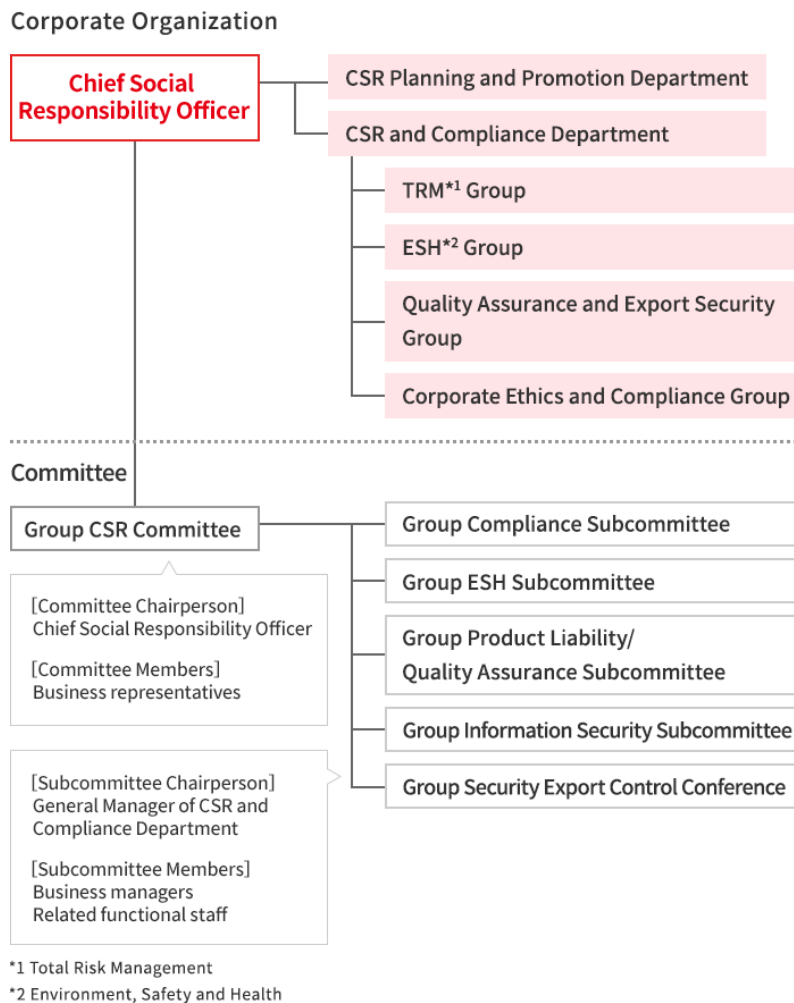 Corporate Organization
Chief Social
Responsibility Officer
CSR Planning and Promotion Department
CSR and Compliance Department
TRM*1 Group
ESH*2 Group
Quality Assurance and Export Security
Group
Corporate Ethics and Compliance Group
Committee
Group CSR Committee
[Committee Chairperson]
Chief Social Responsibility Officer
[Committee Members]
Business representatives
[Subcommittee Chairperson]
General Manager of CSR and
Compliance Department
[Subcommittee Members]
Business managers
Related functional staff
Group Compliance Subcommittee
Group ESH Subcommittee
Group Product Liability/
Quality Assurance Subcommittee
Group Information Security Subcommittee
Group Security Export Control Conference
*1 Total Risk Management
*2 Environment, Safety and Health